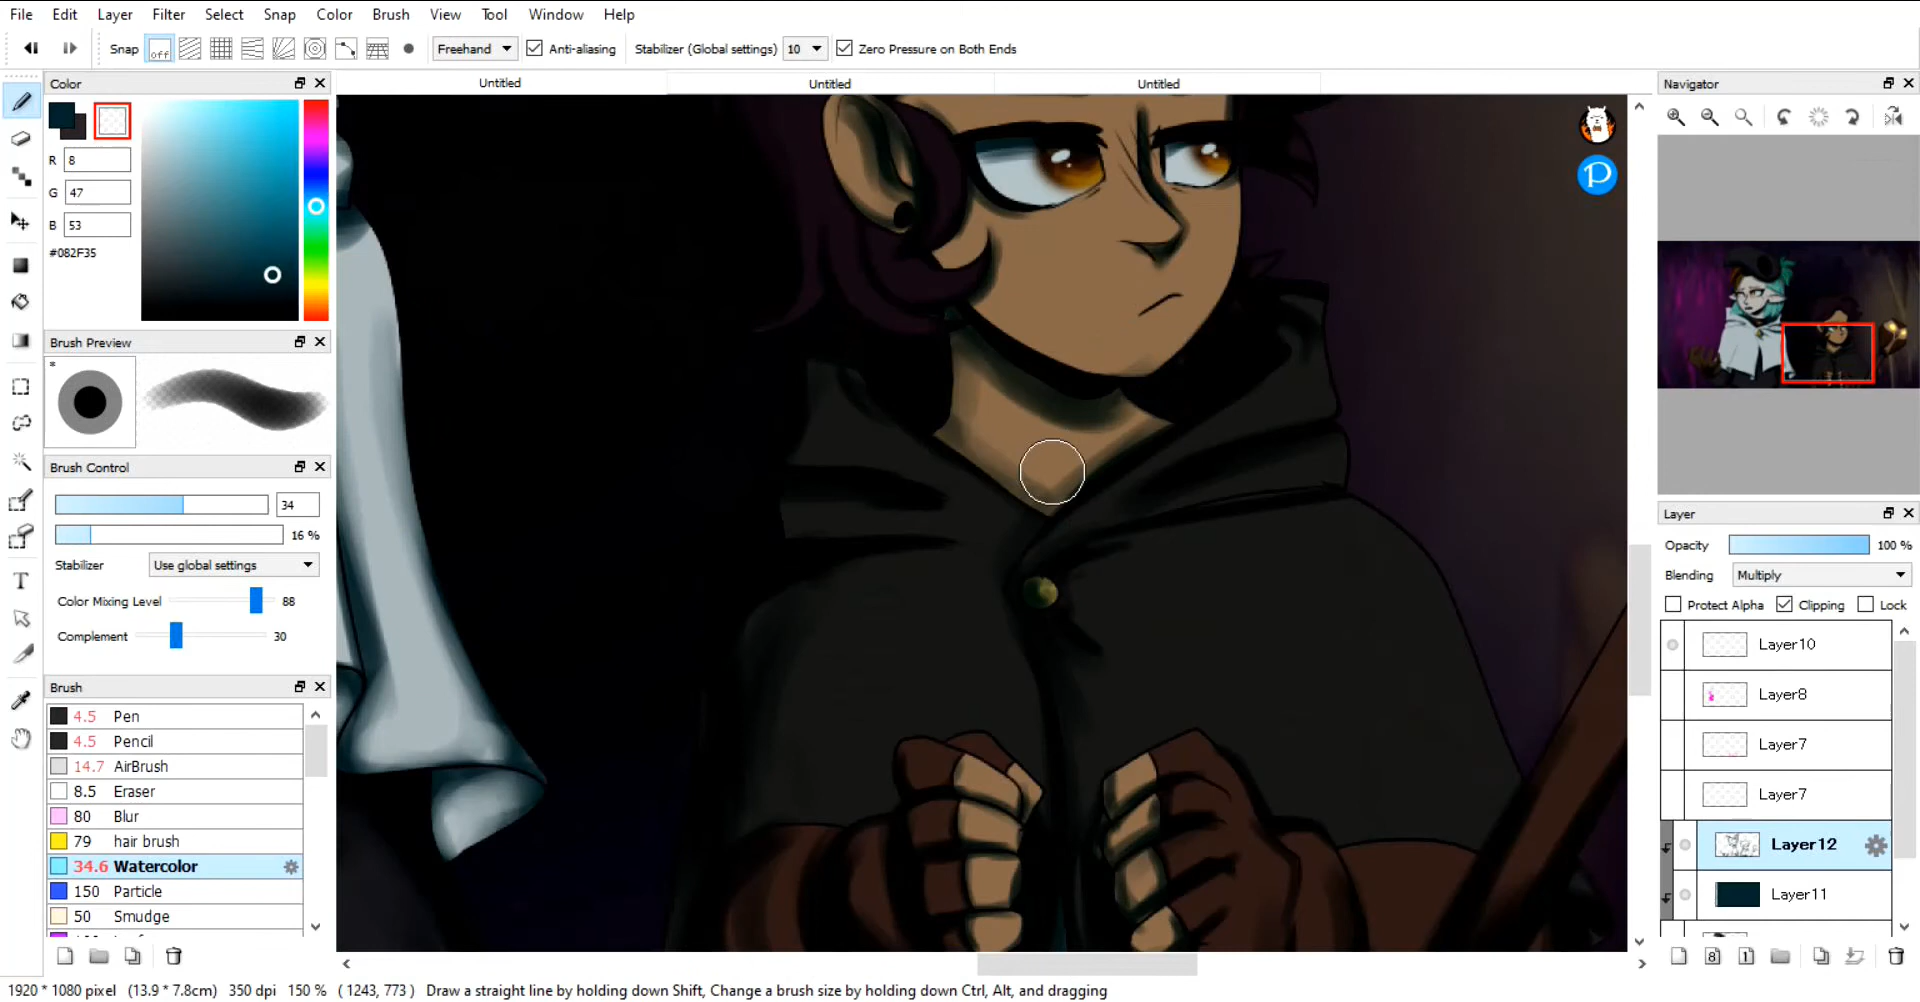 File Edit Layer Filter Select Snap Color Brush View Tool Window Help
Snap off Freehand Anti-aliasing Stabilizer (Global settings) 10 Zero Pressure on Both Ends
Color
Untitled Untitled Untitled
Navigator
R 8
G 47
B 53
#082F35
P
Brush Preview
*
Brush Control
34
16 %
Stabilizer Use global settings
Color Mixing Level 88
Complement 30
Brush
4.5 Pen
4.5 Pencil
14.7 AirBrush
8.5 Eraser
80 Blur
79 hair brush
34.6 Watercolor
150 Particle
50 Smudge
T
Layer
Opacity 100 %
Blending Multiply
Protect Alpha Clipping Lock
Layer10
Layer8
Layer7
Layer7
Layer12
Layer11
8 1
1920 * 1080 pixel (13.9 * 7.8cm) 350 dpi 150 % ( 1243, 773 ) Draw a straight line by holding down Shift, Change a brush size by holding down Ctrl, Alt, and dragging